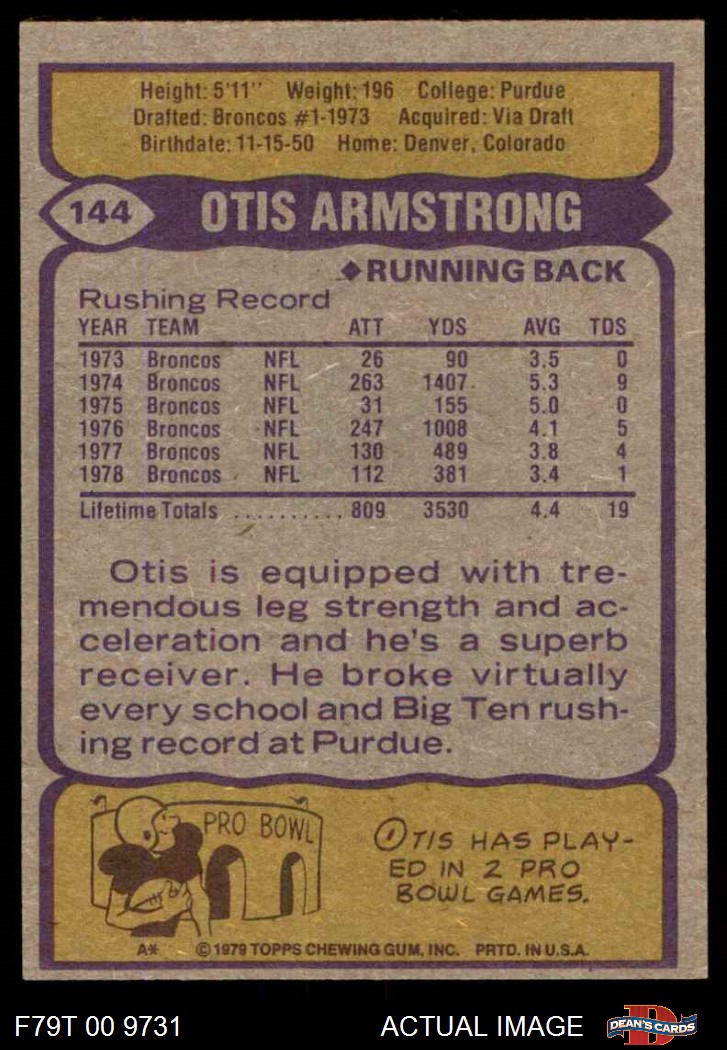 Height: 5'11" Weight: 196 College: Purdue
Drafted: Broncos #1-1973 Acquired: Via Draft
Birthdate: 11-15-50 Home: Denver, Colorado
144 OTIS ARMSTRONG
◆RUNNING BACK
Rushing Record
YEAR TEAM ATT YDS AVG TDS
1973 Broncos NFL 26 90 3.5 0
1974 Broncos NFL 263 1407 5.3 9
1975 Broncos NFL 31 155 5.0 0
1976 Broncos NFL 247 1008 4.1 5
1977 Broncos NFL 130 489 3.8 4
1978 Broncos NFL 112 381 3.4 1
Lifetime Totals .......... 809 3530 4.4 19
Otis is equipped with tre-
mendous leg strength and ac-
celeration and he's a superb
receiver. He broke virtually
every school and Big Ten rush-
ing record at Purdue.
PRO BOWL
OTIS HAS PLAY-
ED IN 2 PRO
BOWL GAMES.
A* © 1979 TOPPS CHEWING GUM, INC. PRTD. IN U.S.A.
F79T 00 9731 ACTUAL IMAGE D DEAN'S CARDS